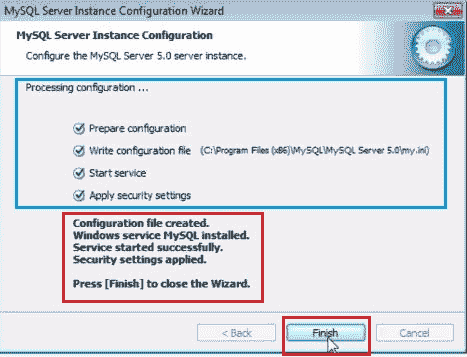 MySQL Server Instance Configuration Wizard
MySQL Server Instance Configuration
Configure the MySQL Server 5.0 server instance.
Processing configuration ...
Prepare configuration
Write configuration file (C:\Program Files (x86)\MySQL\MySQL Server 5.0\my.ini)
Start service
Apply security settings
Configuration file created.
Windows service MySQL installed.
Service started successfully.
Security settings applied.
Press [Finish] to close the Wizard.
< Back Finish Cancel